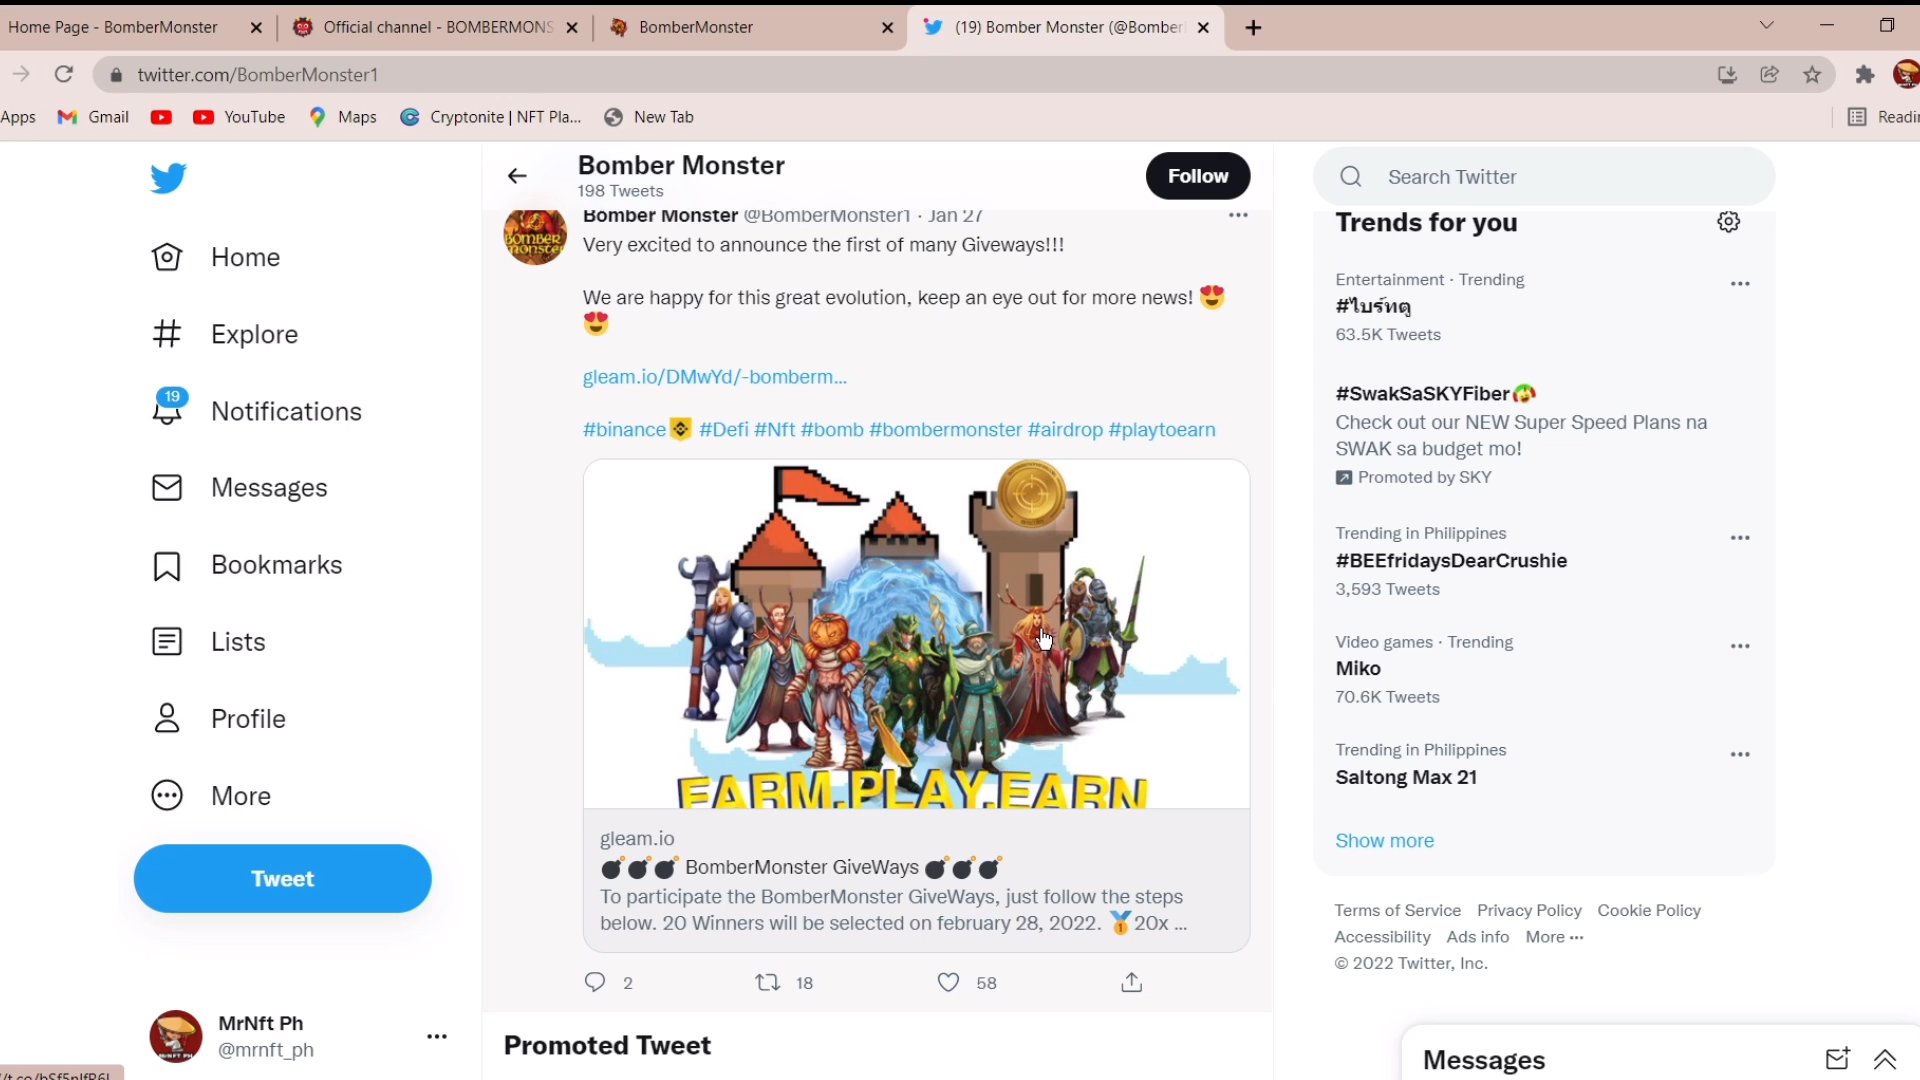 Home Page - BomberMonster
Official channel - BOMBERMONS
BomberMonster
(19) Bomber Monster (@Bomber
twitter.com/BomberMonster1
Apps
Gmail
YouTube
Maps
Cryptonite | NFT Pla...
New Tab
Readi
Bomber Monster
198 Tweets
Follow
Search Twitter
Home
Explore
19
Notifications
Messages
Bookmarks
Lists
Profile
More
Tweet
MrNft Ph
@mrnft_ph
BOMBER
MONSTER
Bomber Monster @BomberMonster1 · Jan 27
Very excited to announce the first of many Giveways!!!
We are happy for this great evolution, keep an eye out for more news! 😍
😍
gleam.io/DMwYd/-bomberm...
#binance #Defi #Nft #bomb #bombermonster #airdrop #playtoearn
FARM.PLAY.EARN
gleam.io
💣💣💣 BomberMonster GiveWays 💣💣💣
To participate the BomberMonster GiveWays, just follow the steps
below. 20 Winners will be selected on february 28, 2022. 🥇20x ...
2
18
58
Promoted Tweet
Trends for you
Entertainment · Trending
#ไบร์ทตู
63.5K Tweets
#SwakSaSKYFiber
Check out our NEW Super Speed Plans na
SWAK sa budget mo!
Promoted by SKY
Trending in Philippines
#BEEfridaysDearCrushie
3,593 Tweets
Video games · Trending
Miko
70.6K Tweets
Trending in Philippines
Saltong Max 21
Show more
Terms of Service Privacy Policy Cookie Policy
Accessibility Ads info More ···
© 2022 Twitter, Inc.
Messages